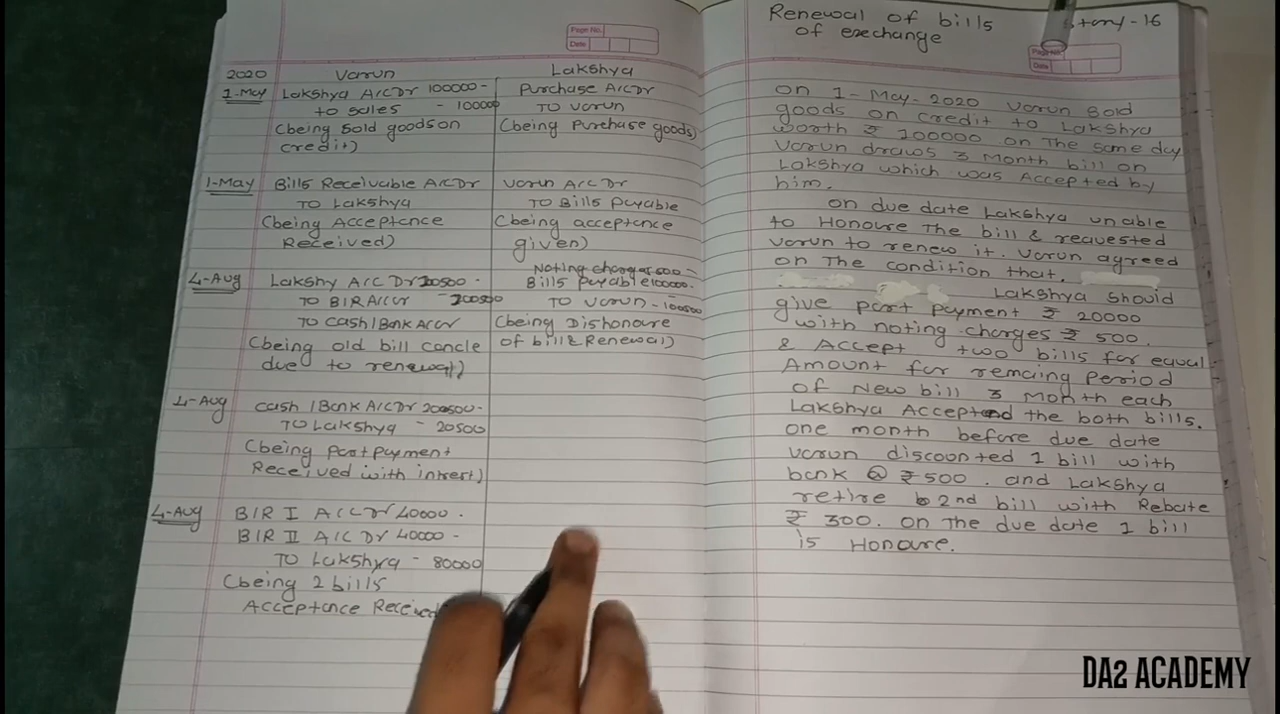 Renewal of bills
of exechange
Story-16
Page No.
Date
on 1-May-2020 Varun Sold
goods on credit to Lakshya
worth ₹ 100000 on The same day
Varun draws 3 Month bill on
Lakshya which was Accepted by
him.
on due date Lakshya unable
to Honoure The bill & requested
varun to renew it. varun agreed
on The condition that.
Lakshya should
give part payment ₹ 20000
with noting charges ₹ 500.
& Accept two bills for equal
Amount for remaing Period
of New bill 3 Month each
Lakshya Accepted the both bills.
one month before due date
varun discounted 1 bill with
bank @ ₹ 500. and Lakshya
retire 2nd bill with Rebate
₹ 300. on The due date 1 bill
is Honoure.
Page No.
Date
2020 Varun Lakshya
1-May Lakshya A/C Dr 100000-
to sales - 100000
(being Sold goods on
credit)
Purchase A/C Dr
TO varun
(being Purchase goods)
1-May Bills Receivable A/C Dr
TO Lakshya
(being Acceptance
Received)
varun A/C Dr
TO Bills Payable
(being acceptance
given)
4-Aug Lakshy A/C Dr
TO B/R A/C
TO Cash/Bank A/C
(being old bill cancle
due to renewal)
Noting charges 500-
Bills Payable 100000.
TO varun - 100500
(being Dishonoure
of bill & Renewal)
4-Aug Cash/Bank A/C Dr
TO Lakshya - 20500
(being Part payment
Received with intrest)
4-Aug B/R I A/C Dr 40000.
B/R II A/C Dr 40000-
TO Lakshya - 80000
(being 2 bills
Acceptance Received
DA2 ACADEMY